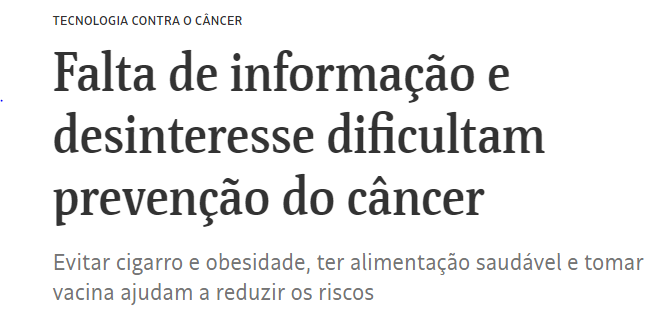 TECNOLOGIA CONTRA O CÂNCER
Falta de informação e
desinteresse dificultam
prevenção do câncer
Evitar cigarro e obesidade, ter alimentação saudável e tomar
vacina ajudam a reduzir os riscos